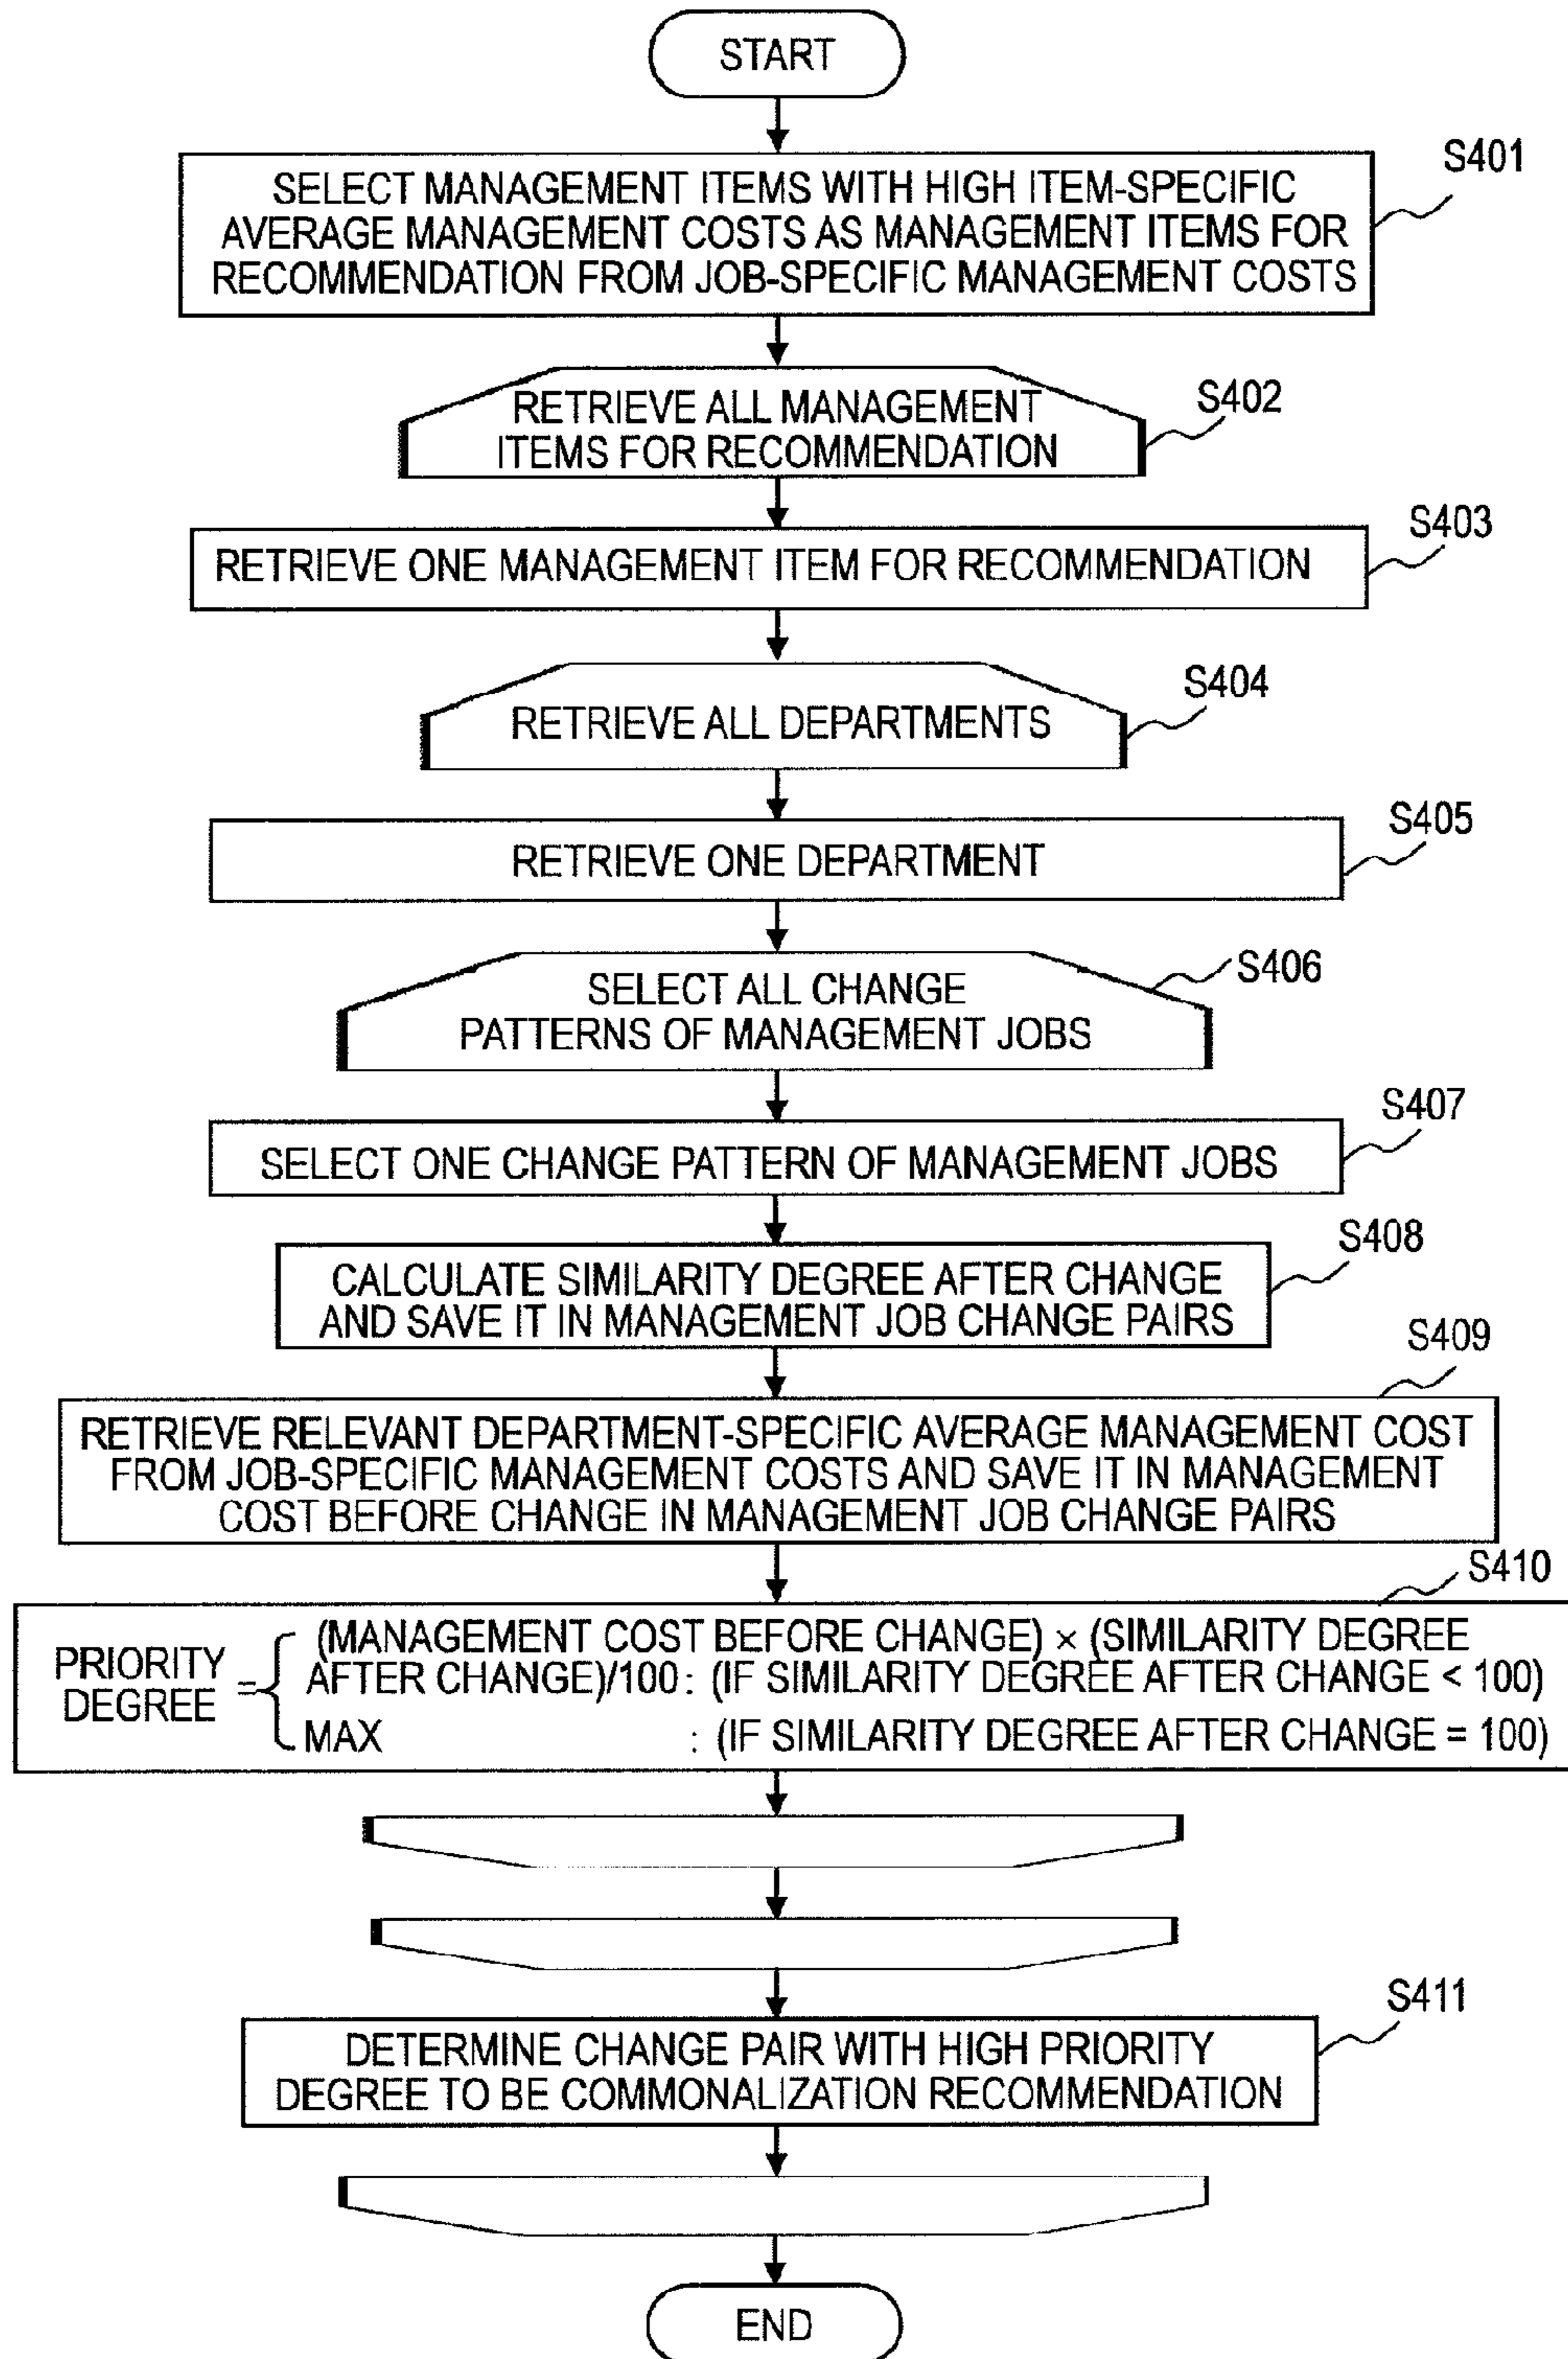 START
S401
SELECT MANAGEMENT ITEMS WITH HIGH ITEM-SPECIFIC
AVERAGE MANAGEMENT COSTS AS MANAGEMENT ITEMS FOR
RECOMMENDATION FROM JOB-SPECIFIC MANAGEMENT COSTS
S402
RETRIEVE ALL MANAGEMENT
ITEMS FOR RECOMMENDATION
S403
RETRIEVE ONE MANAGEMENT ITEM FOR RECOMMENDATION
S404
RETRIEVE ALL DEPARTMENTS
S405
RETRIEVE ONE DEPARTMENT
S406
SELECT ALL CHANGE
PATTERNS OF MANAGEMENT JOBS
S407
SELECT ONE CHANGE PATTERN OF MANAGEMENT JOBS
S408
CALCULATE SIMILARITY DEGREE AFTER CHANGE
AND SAVE IT IN MANAGEMENT JOB CHANGE PAIRS
S409
RETRIEVE RELEVANT DEPARTMENT-SPECIFIC AVERAGE MANAGEMENT COST
FROM JOB-SPECIFIC MANAGEMENT COSTS AND SAVE IT IN MANAGEMENT
COST BEFORE CHANGE IN MANAGEMENT JOB CHANGE PAIRS
S410
PRIORITY
DEGREE =
(MANAGEMENT COST BEFORE CHANGE) × (SIMILARITY DEGREE
AFTER CHANGE)/100 : (IF SIMILARITY DEGREE AFTER CHANGE < 100)
MAX : (IF SIMILARITY DEGREE AFTER CHANGE = 100)
S411
DETERMINE CHANGE PAIR WITH HIGH PRIORITY
DEGREE TO BE COMMONALIZATION RECOMMENDATION
END